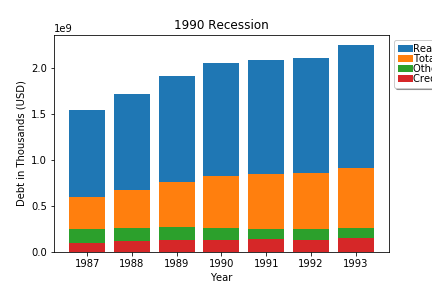 1990 Recession
1e9
Debt in Thousands (USD)
2.0
1.5
1.0
0.5
0.0
1987 1988 1989 1990 1991 1992 1993
Year
Rea
Tota
Othe
Cred